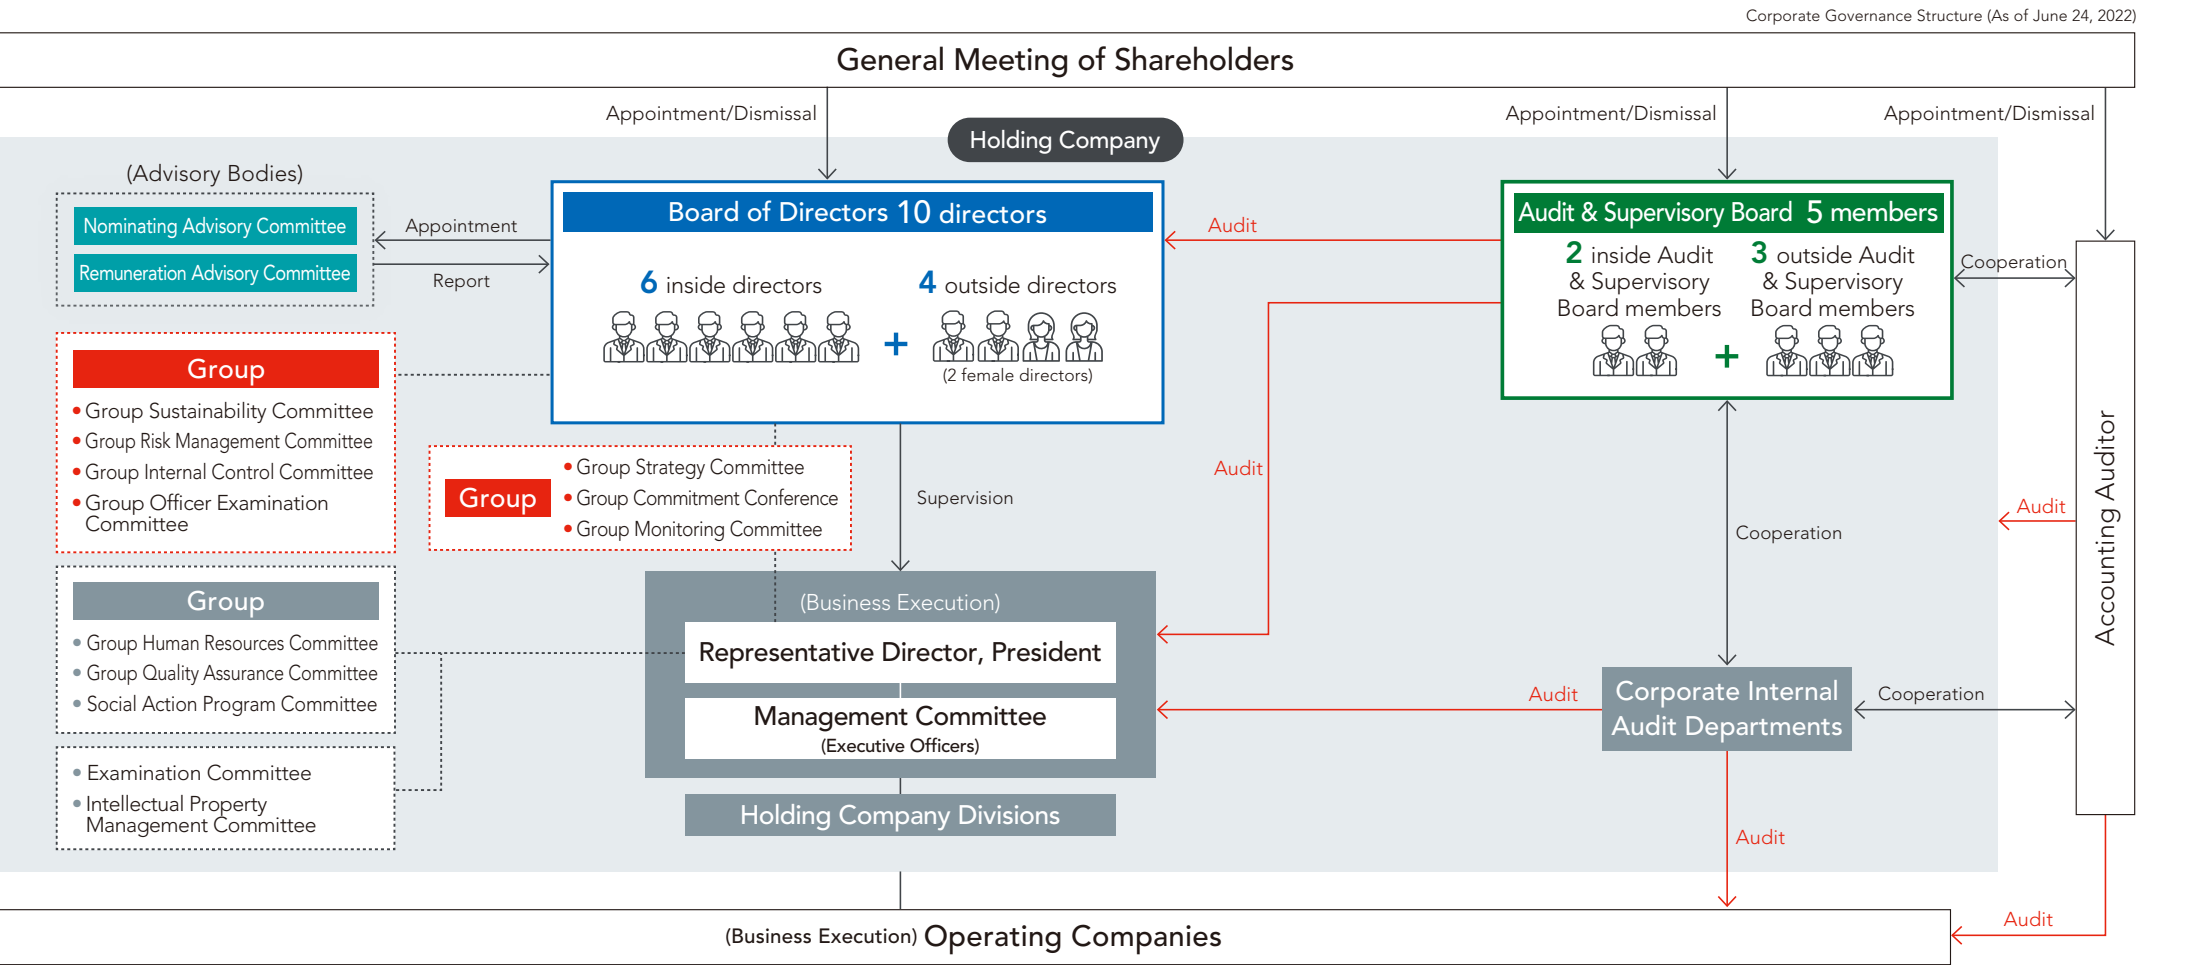 Corporate Governance Structure (As of June 24, 2022)
General Meeting of Shareholders
Appointment/Dismissal
Appointment/Dismissal
Appointment/Dismissal
Holding Company
(Advisory Bodies)
Nominating Advisory Committee
Remuneration Advisory Committee
Appointment
Report
Board of Directors 10 directors
6 inside directors
+
4 outside directors
(2 female directors)
Audit
Audit & Supervisory Board 5 members
2 inside Audit
& Supervisory
Board members
+
3 outside Audit
& Supervisory
Board members
Cooperation
Group
• Group Sustainability Committee
• Group Risk Management Committee
• Group Internal Control Committee
• Group Officer Examination
Committee
Group
• Group Strategy Committee
• Group Commitment Conference
• Group Monitoring Committee
Supervision
Audit
Cooperation
Audit
Accounting Auditor
Group
• Group Human Resources Committee
• Group Quality Assurance Committee
• Social Action Program Committee
• Examination Committee
• Intellectual Property
Management Committee
(Business Execution)
Representative Director, President
Management Committee
(Executive Officers)
Holding Company Divisions
Audit
Corporate Internal
Audit Departments
Cooperation
Audit
Audit
(Business Execution) Operating Companies